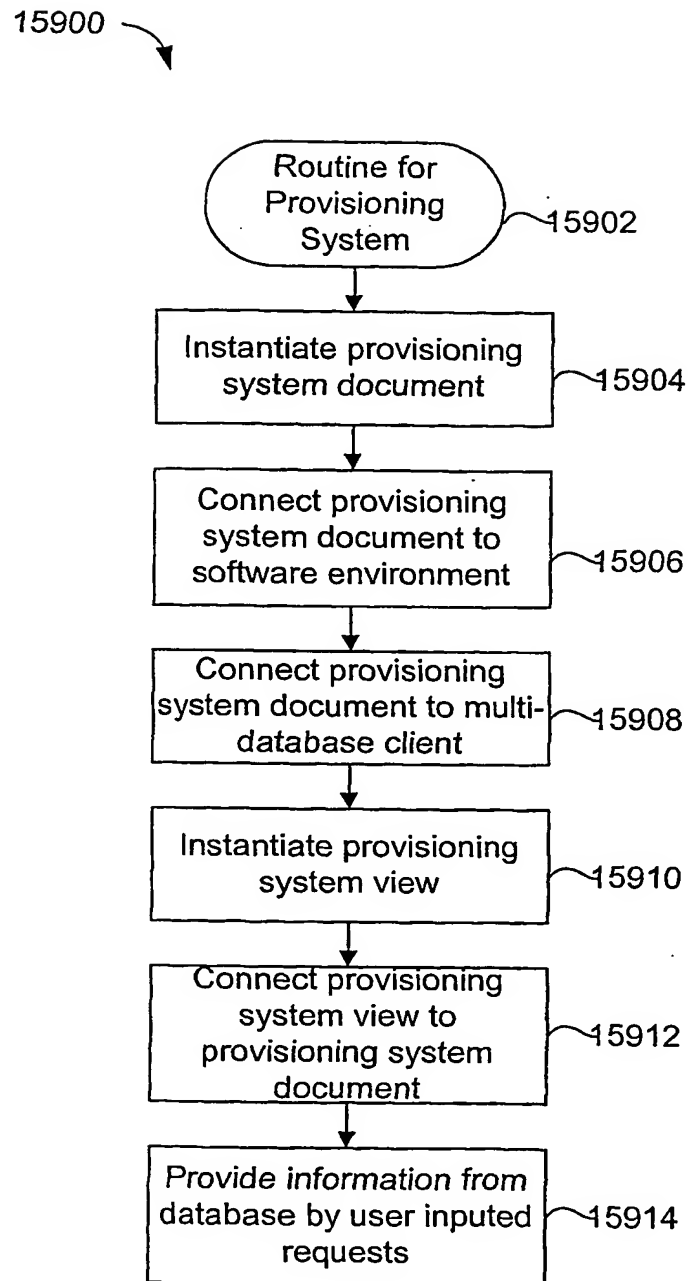 15900
Routine for
Provisioning
System
15902
Instantiate provisioning
system document
15904
Connect provisioning
system document to
software environment
15906
Connect provisioning
system document to multi-
database client
15908
Instantiate provisioning
system view
15910
Connect provisioning
system view to
provisioning system
document
15912
Provide information from
database by user inputed
requests
15914